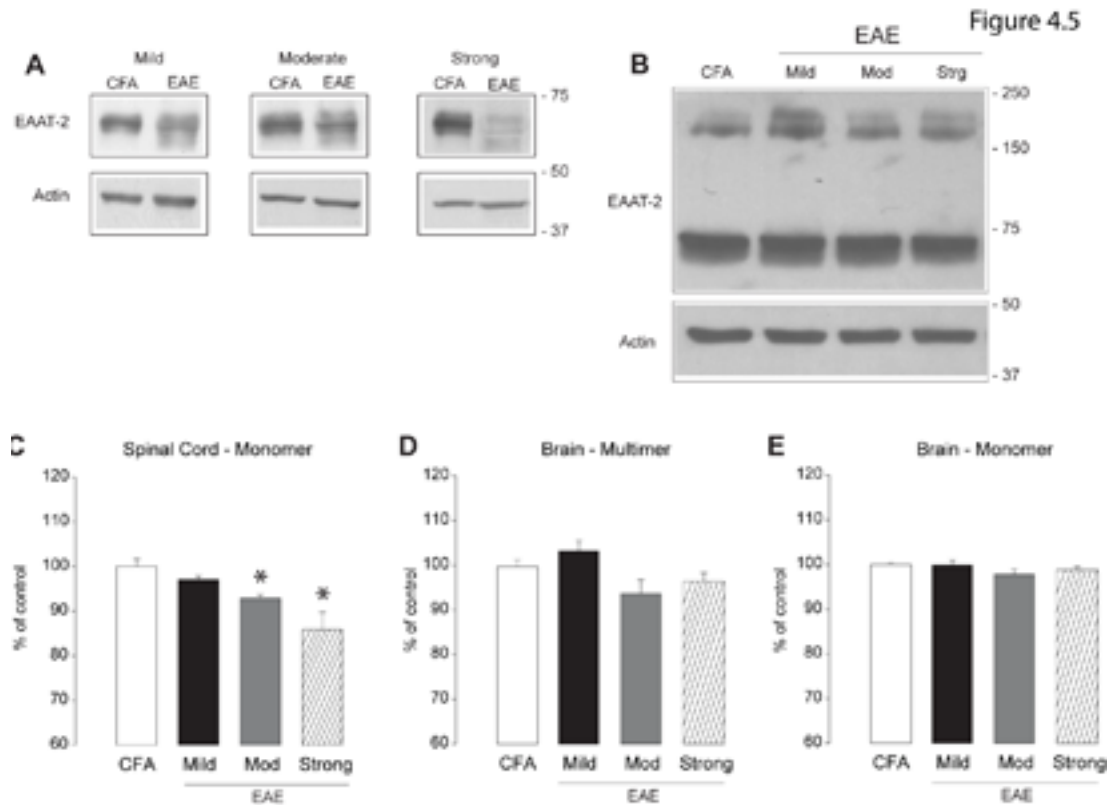 Figure 4.5
A
Mild
Moderate
Strong
CFA EAE
CFA EAE
CFA EAE
EAAT-2
Actin
- 75
- 50
- 37
B
EAE
CFA Mild Mod Strg
EAAT-2
Actin
- 250
- 150
- 75
- 50
- 37
C Spinal Cord - Monomer
% of control
120
110
100
90
80
70
60
*
*
CFA Mild Mod Strong
EAE
D Brain - Multimer
% of control
120
110
100
90
80
70
60
CFA Mild Mod Strong
EAE
E Brain - Monomer
% of control
120
110
100
90
80
70
60
CFA Mild Mod Strong
EAE